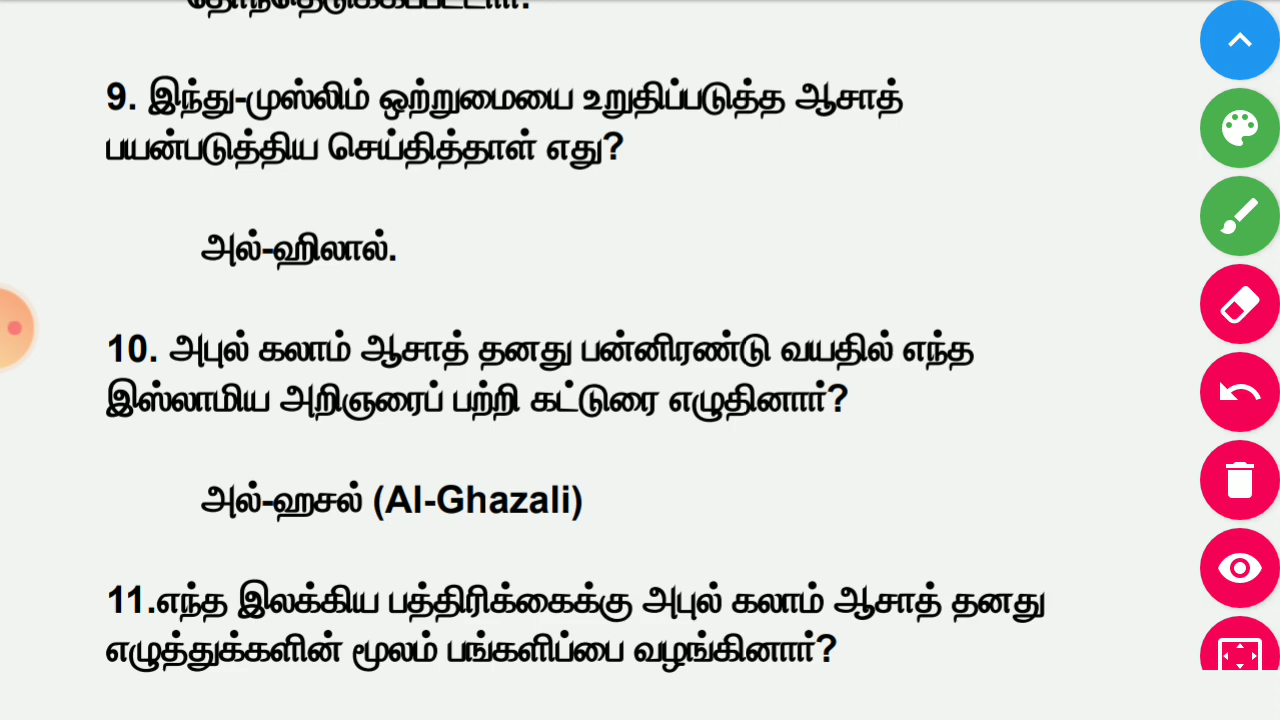 9. இந்து-முஸ்லிம் ஒற்றுமையை உறுதிப்படுத்த ஆசாத்
பயன்படுத்திய செய்தித்தாள் எது?
அல்-ஹிலால்.
10. அபுல் கலாம் ஆசாத் தனது பன்னிரண்டு வயதில் எந்த
இஸ்லாமிய அறிஞரைப் பற்றி கட்டுரை எழுதினார்?
அல்-ஹசல் (Al-Ghazali)
11.எந்த இலக்கிய பத்திரிக்கைக்கு அபுல் கலாம் ஆசாத் தனது
எழுத்துக்களின் மூலம் பங்களிப்பை வழங்கினார்?